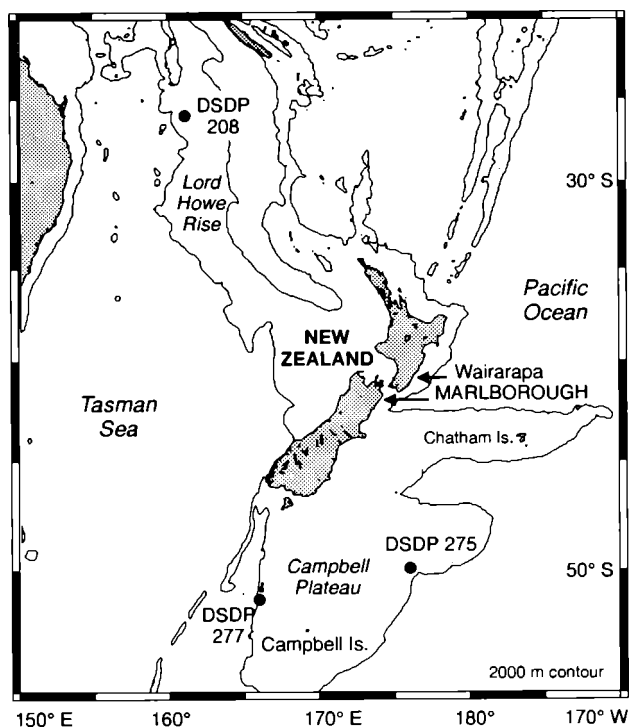 DSDP
208
Lord
Howe
Rise
30° S
Pacific
Ocean
NEW
ZEALAND
Wairarapa
MARLBOROUGH
Tasman
Sea
Chatham Is.
DSDP 275
50° S
Campbell
Plateau
DSDP
277
Campbell Is.
2000 m contour
150° E
160°
170° E
180°
170° W